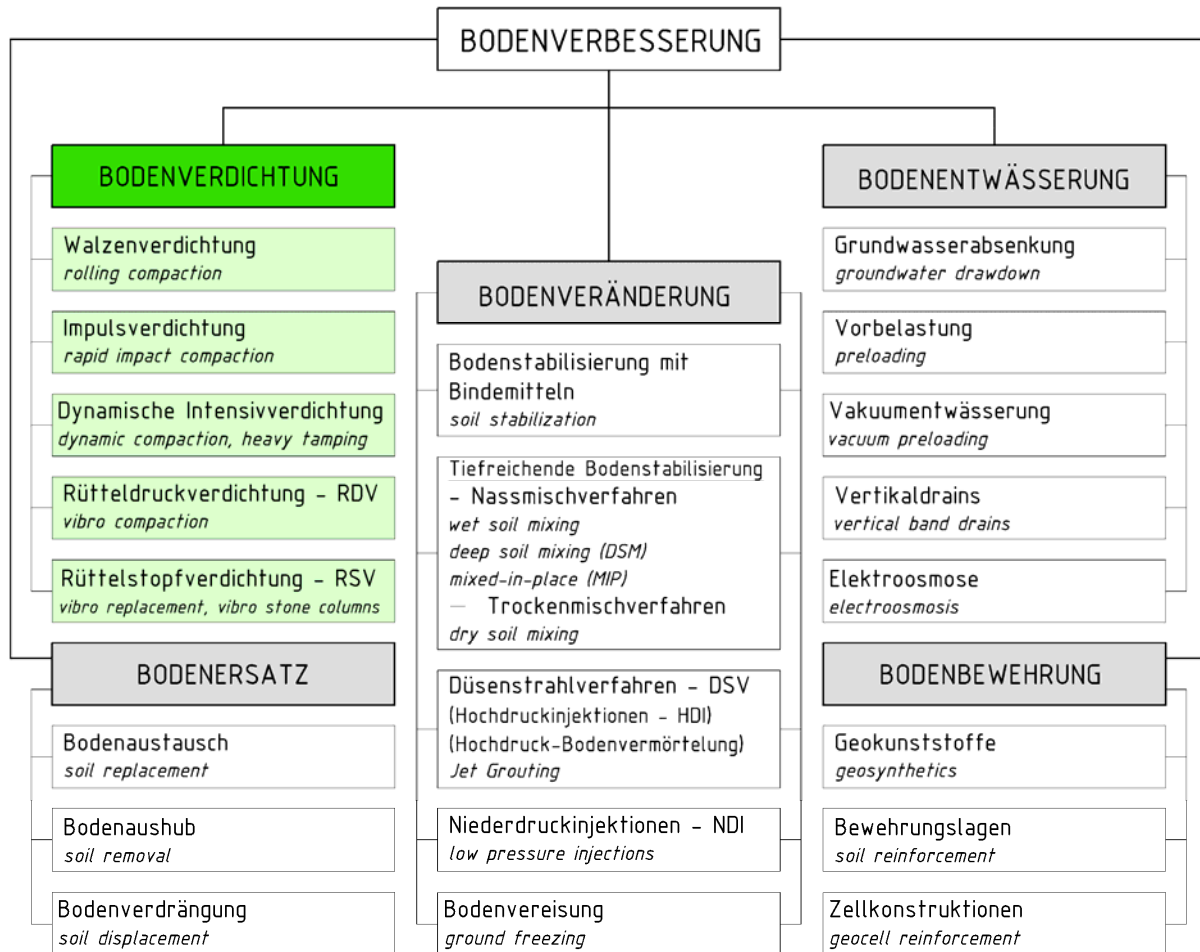 BODENVERBESSERUNG
BODENVERDICHTUNG
Walzenverdichtung
rolling compaction
Impulsverdichtung
rapid impact compaction
Dynamische Intensivverdichtung
dynamic compaction, heavy tamping
Rütteldruckverdichtung - RDV
vibro compaction
Rüttelstopfverdichtung - RSV
vibro replacement, vibro stone columns
BODENERSATZ
Bodenaustausch
soil replacement
Bodenaushub
soil removal
Bodenverdrängung
soil displacement
BODENVERÄNDERUNG
Bodenstabilisierung mit
Bindemitteln
soil stabilization
Tiefreichende Bodenstabilisierung
- Nassmischverfahren
wet soil mixing
deep soil mixing (DSM)
mixed-in-place (MIP)
— Trockenmischverfahren
dry soil mixing
Düsenstrahlverfahren - DSV
(Hochdruckinjektionen - HDI)
(Hochdruck-Bodenvermörtelung)
Jet Grouting
Niederdruckinjektionen - NDI
low pressure injections
Bodenvereisung
ground freezing
BODENENTWÄSSERUNG
Grundwasserabsenkung
groundwater drawdown
Vorbelastung
preloading
Vakuumentwässerung
vacuum preloading
Vertikaldrains
vertical band drains
Elektroosmose
electroosmosis
BODENBEWEHRUNG
Geokunststoffe
geosynthetics
Bewehrungslagen
soil reinforcement
Zellkonstruktionen
geocell reinforcement